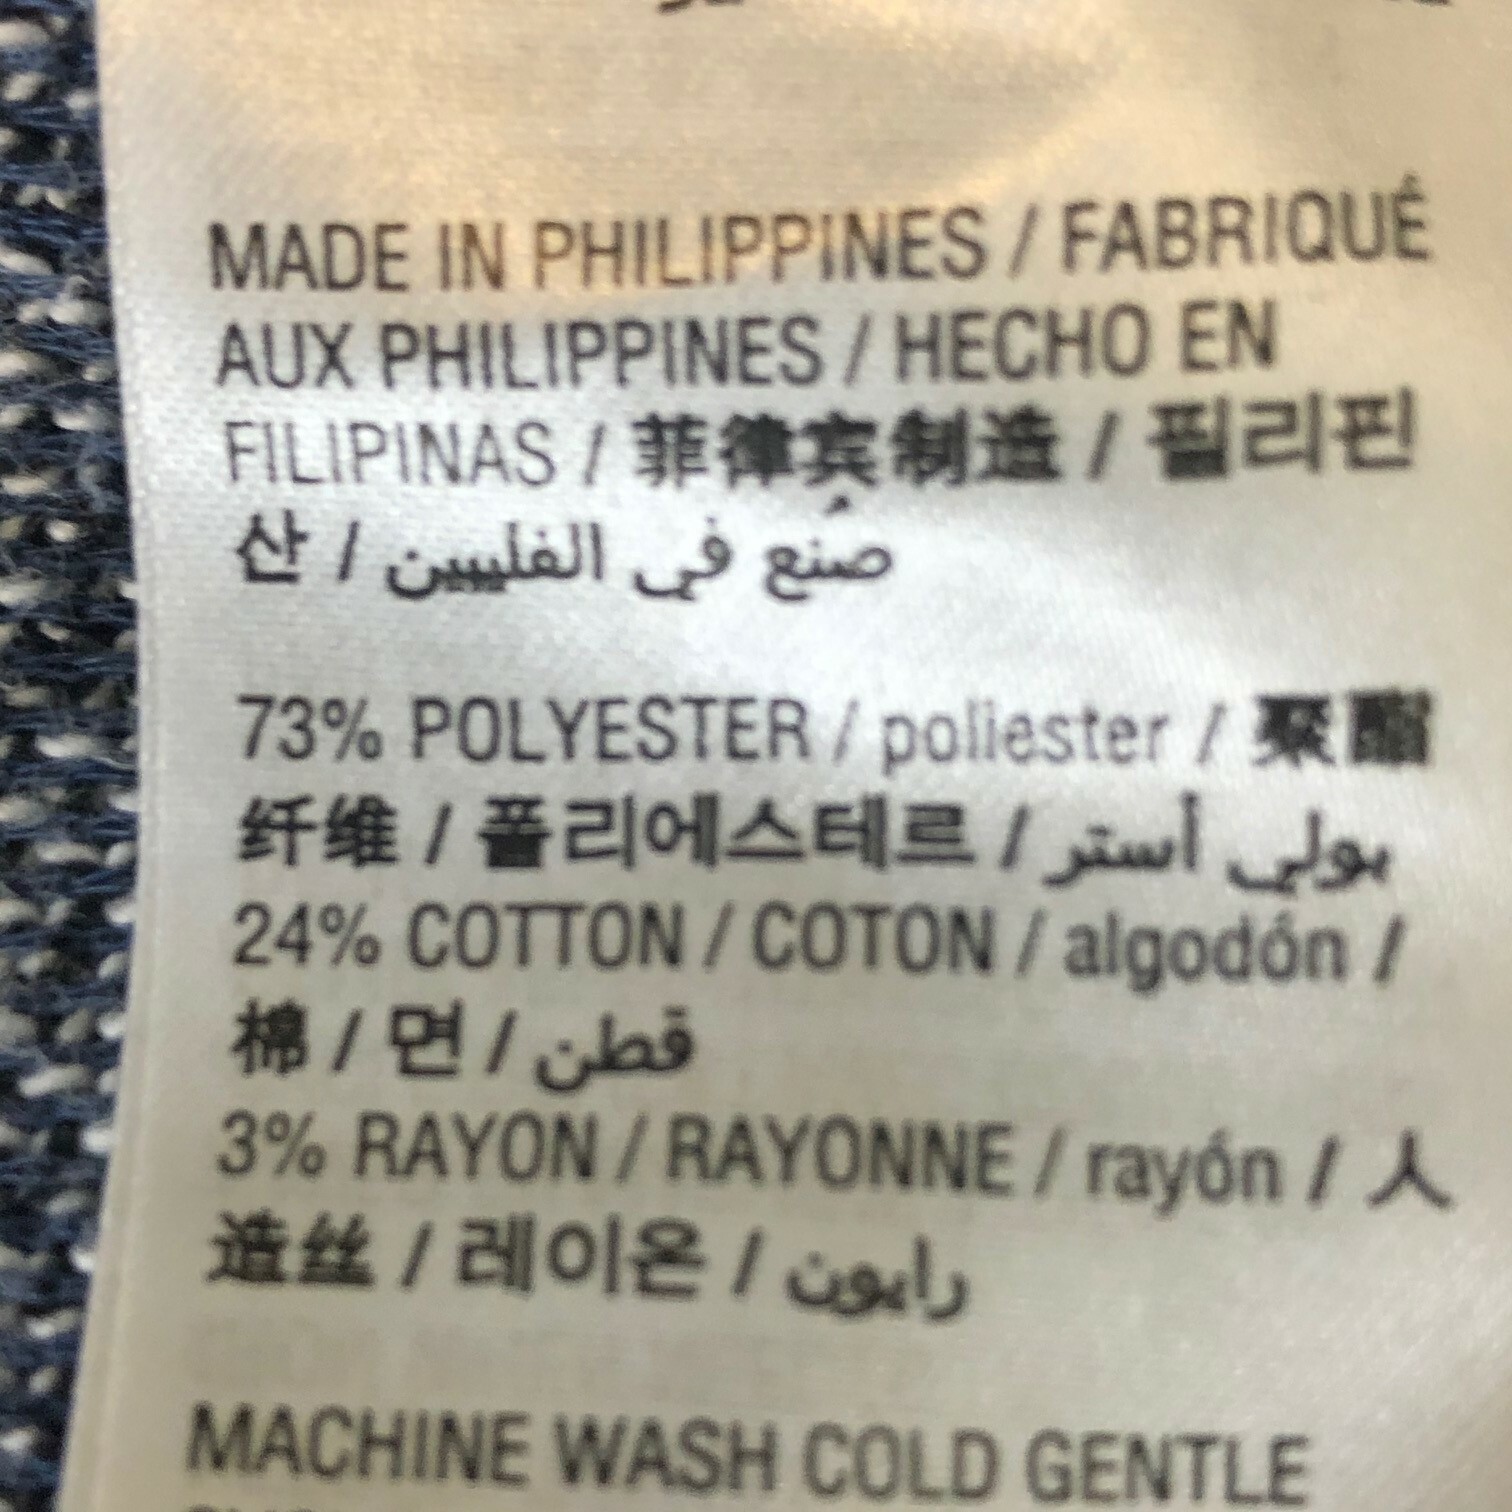 MADE IN PHILIPPINES / FABRIQUÉ
AUX PHILIPPINES / HECHO EN
FILIPINAS / 菲律宾制造 / 필리핀
산 / صُنع في الفلبيين
73% POLYESTER / poliester / 聚酯
纤维 / 폴리에스테르 / بولي أستر
24% COTTON / COTON / algodón /
棉 / 면 / قطن
3% RAYON / RAYONNE / rayón / 人
造丝 / 레이온 / رايون
MACHINE WASH COLD GENTLE